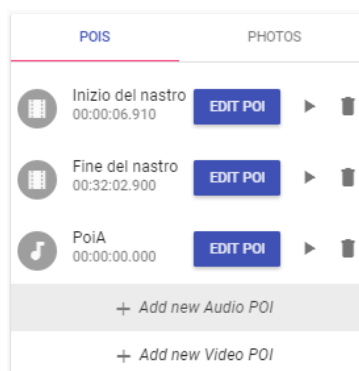 POIS PHOTOS
Inizio del nastro
00:00:06.910
EDIT POI
Fine del nastro
00:32:02.900
EDIT POI
PoiA
00:00:00.000
EDIT POI
+ Add new Audio POI
+ Add new Video POI